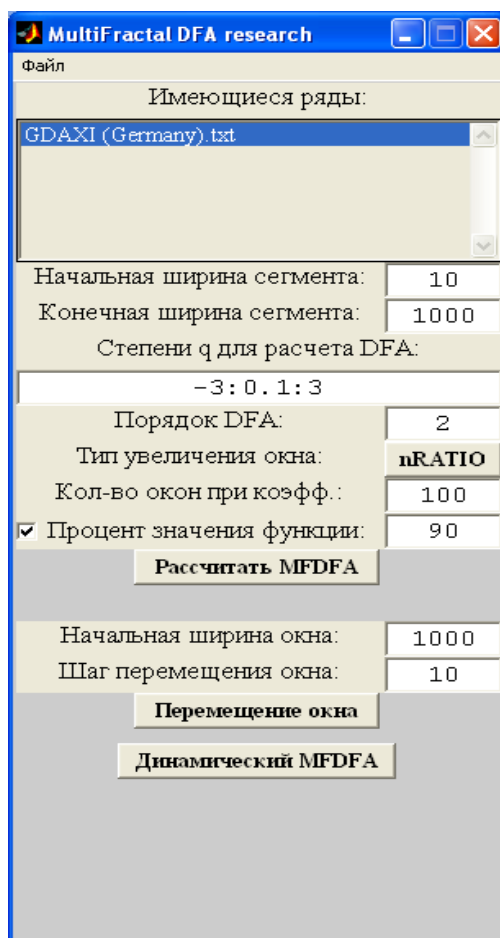 MultiFractal DFA research
Файл
Имеющиеся ряды:
GDAXI (Germany).txt
Начальная ширина сегмента: 10
Конечная ширина сегмента: 1000
Степени q для расчета DFA:
-3:0.1:3
Порядок DFA: 2
Тип увеличения окна: nRATIO
Кол-во окон при коэфф.: 100
Процент значения функции: 90
Рассчитать MFDFA
Начальная ширина окна: 1000
Шаг перемещения окна: 10
Перемещение окна
Динамический MFDFA